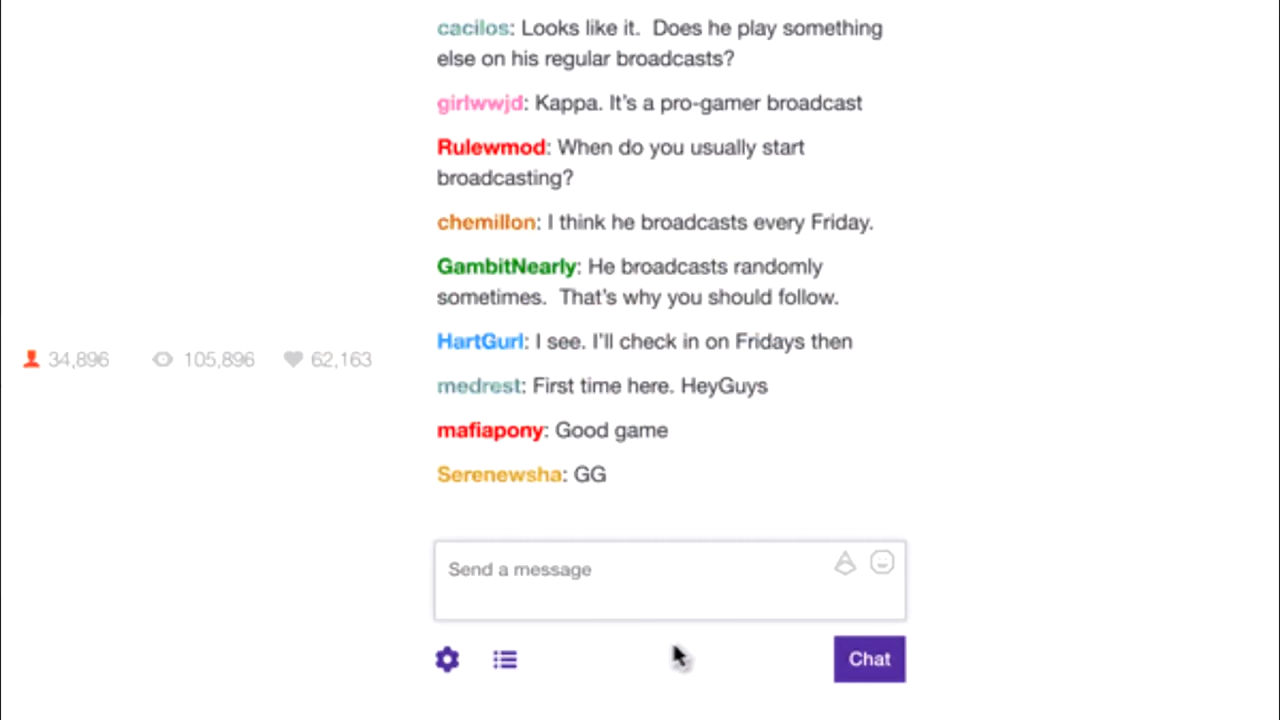 cacilos: Looks like it.  Does he play something
else on his regular broadcasts?
girlwwjd: Kappa. It's a pro-gamer broadcast
Rulewmod: When do you usually start
broadcasting?
chemillon: I think he broadcasts every Friday.
GambitNearly: He broadcasts randomly
sometimes.  That's why you should follow.
HartGurl: I see. I'll check in on Fridays then
34,896 105,896 62,163
medrest: First time here. HeyGuys
mafiapony: Good game
Serenewsha: GG
Send a message
Chat